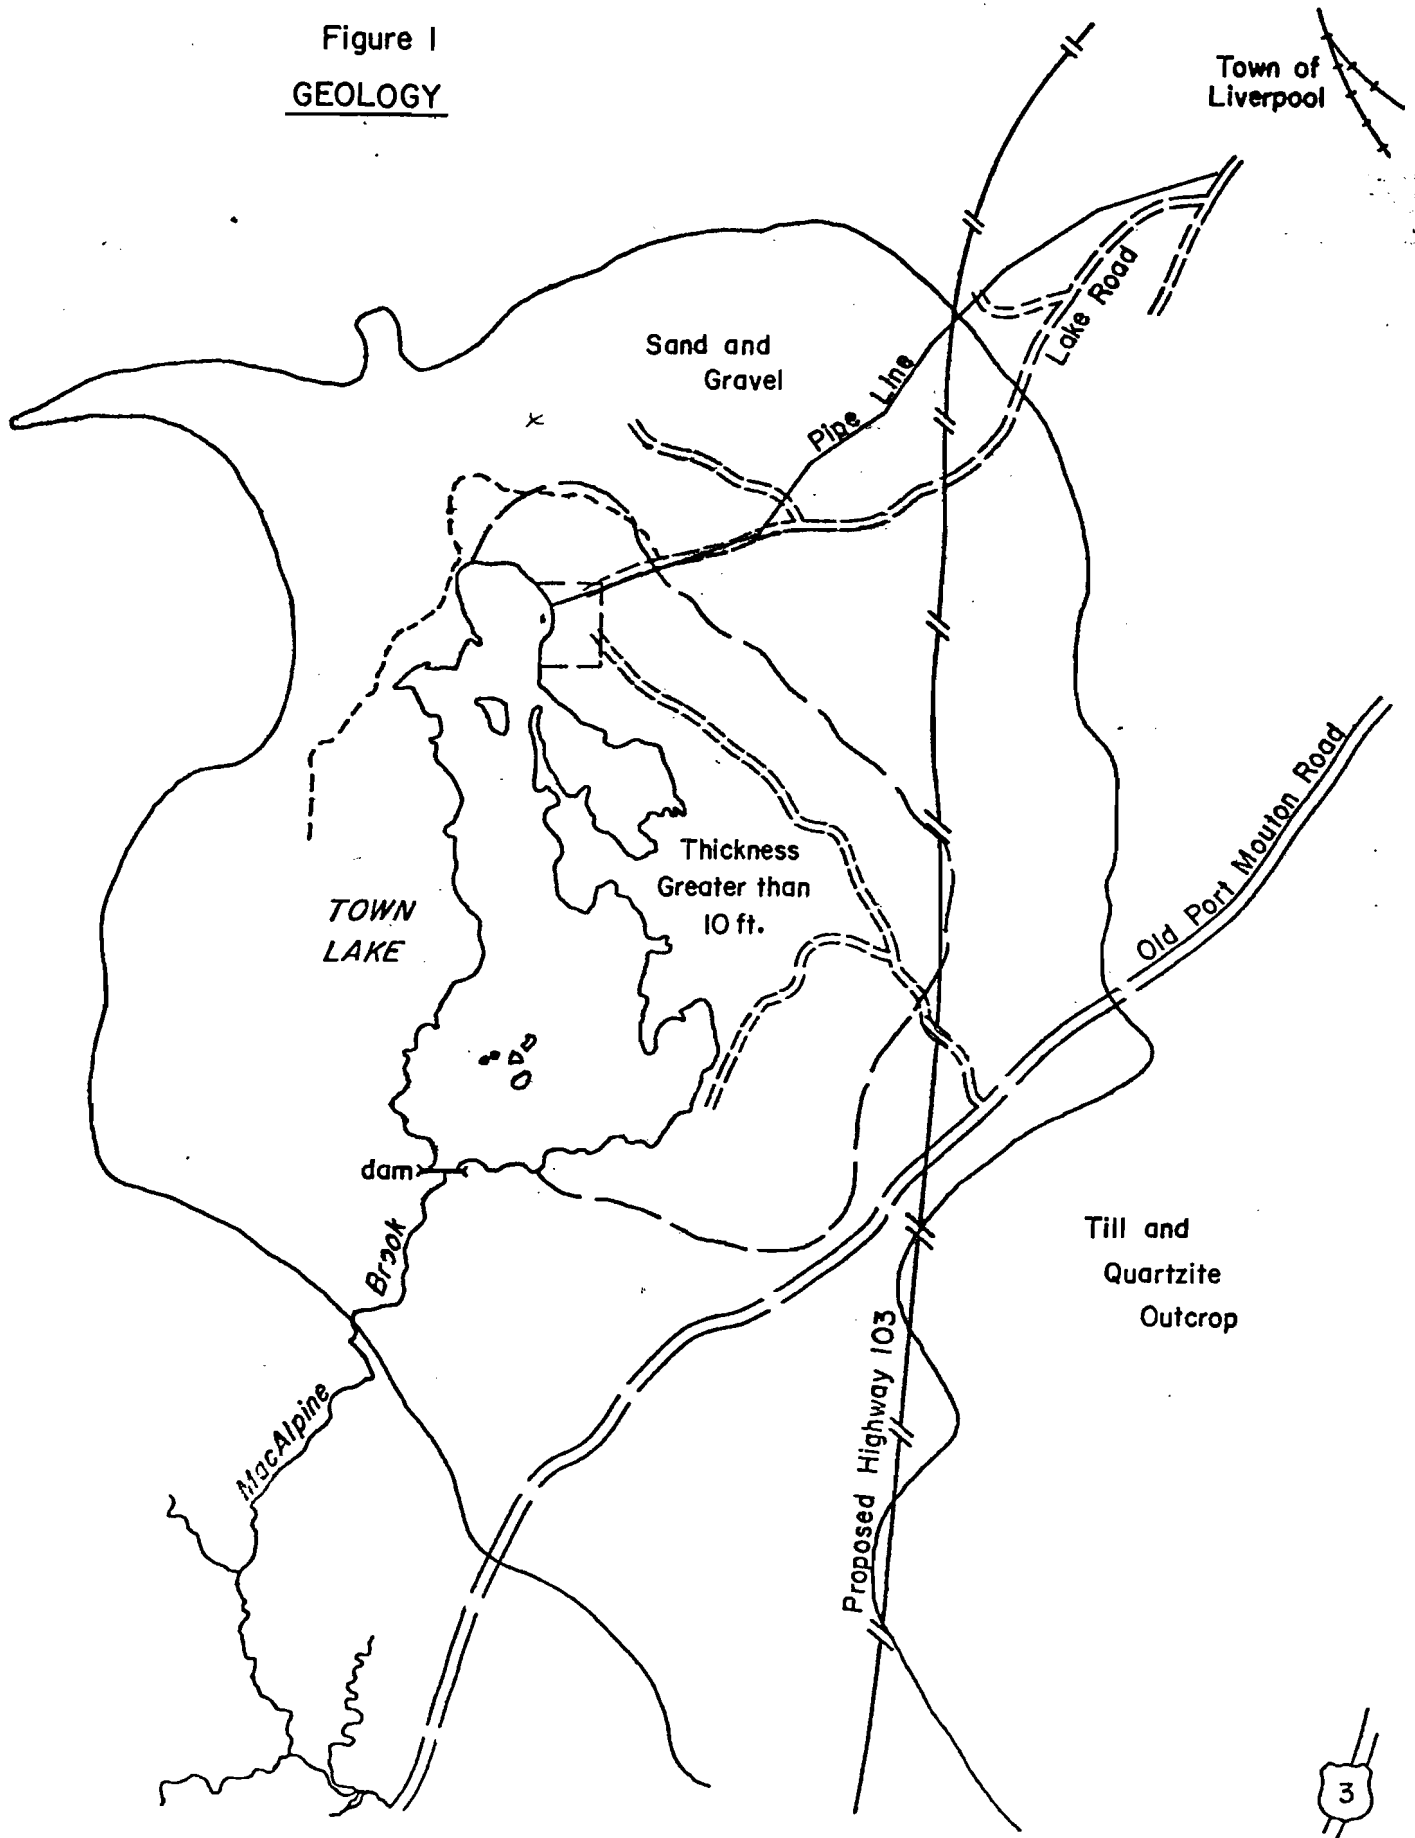 Figure 1
GEOLOGY
Town of
Liverpool
Lake Road
Sand and
Gravel
Pipe Line
Old Port Mouton Road
Thickness
Greater than
10 ft.
TOWN
LAKE
dam
Brook
MacAlpine
Till and
Quartzite
Outcrop
Proposed Highway 103
3